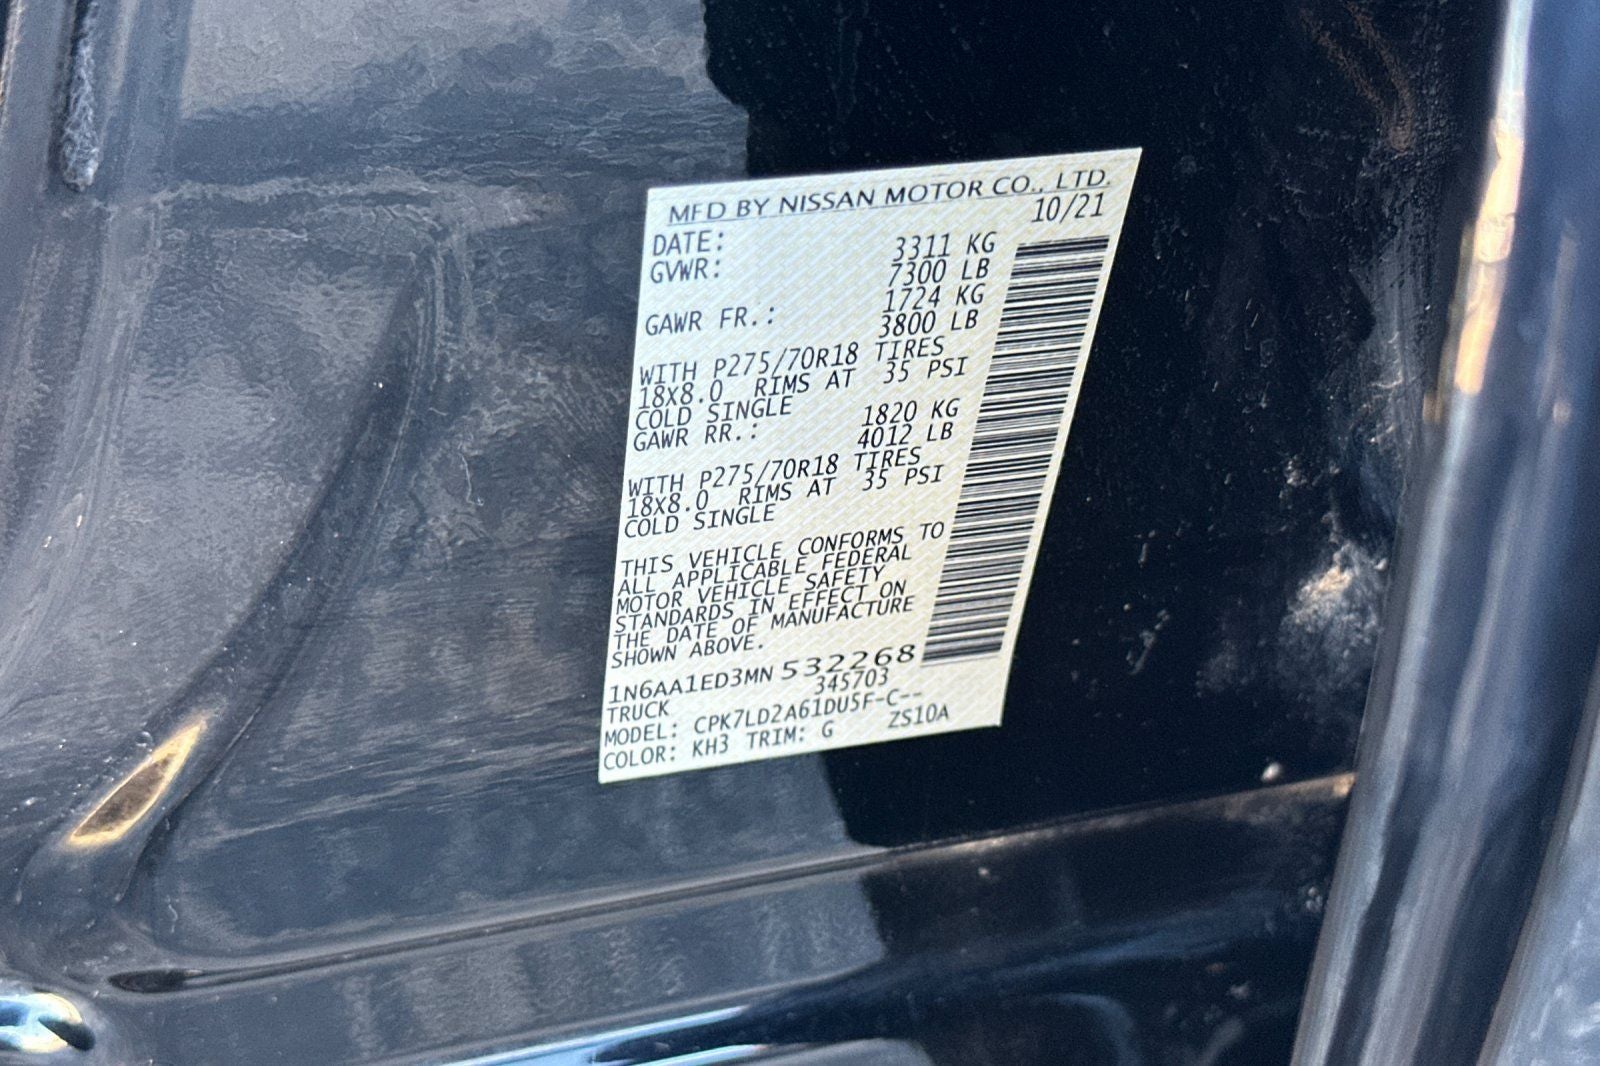 MFD BY NISSAN MOTOR CO., LTD.
DATE: 10/21
GVWR: 3311 KG
7300 LB
GAWR FR.: 1724 KG
3800 LB
WITH P275/70R18 TIRES
18X8.0 RIMS AT 35 PSI
COLD SINGLE
GAWR RR.: 1820 KG
4012 LB
WITH P275/70R18 TIRES
18X8.0 RIMS AT 35 PSI
COLD SINGLE
THIS VEHICLE CONFORMS TO
ALL APPLICABLE FEDERAL
MOTOR VEHICLE SAFETY
STANDARDS IN EFFECT ON
THE DATE OF MANUFACTURE
SHOWN ABOVE.
1N6AA1ED3MN 532268
TRUCK 345703
MODEL: CPK7LD2A61DU5F-C--
COLOR: KH3 TRIM: G ZS10A